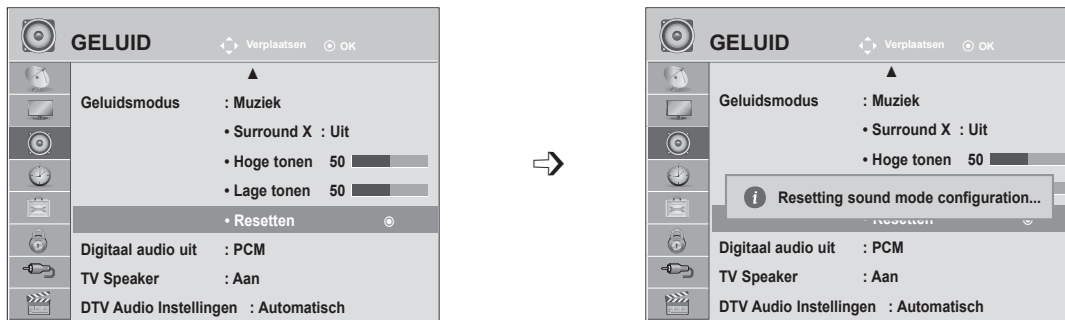 GELUID Verplaatsen OK
Geluidsmodus : Muziek
• Surround X : Uit
• Hoge tonen 50
• Lage tonen 50
• Resetten
Digitaal audio uit : PCM
TV Speaker : Aan
DTV Audio Instellingen : Automatisch
GELUID Verplaatsen OK
Geluidsmodus : Muziek
• Surround X : Uit
• Hoge tonen 50
i Resetting sound mode configuration...
• Resetten
Digitaal audio uit : PCM
TV Speaker : Aan
DTV Audio Instellingen : Automatisch